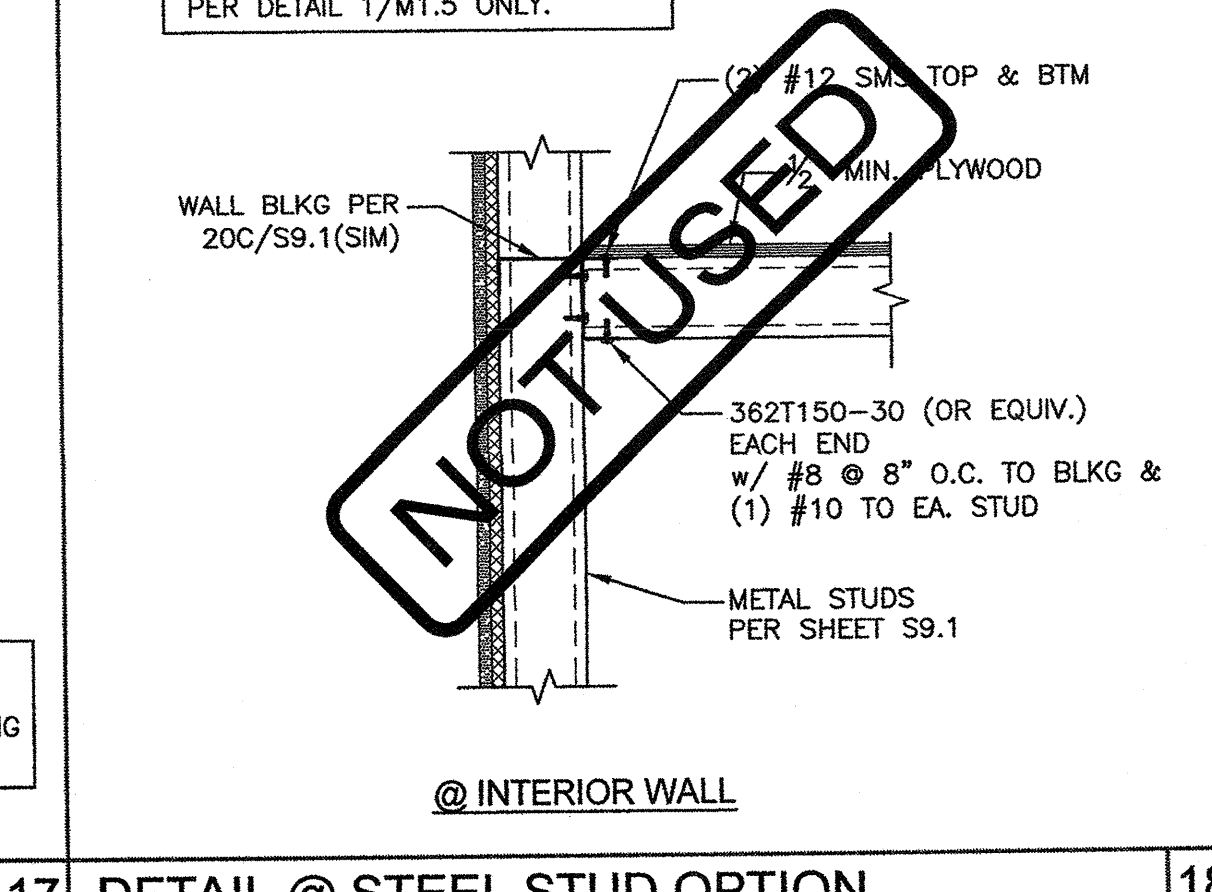 PER DETAIL 1/M1.5 ONLY.
(2) #12 SMS TOP & BTM
½" MIN. PLYWOOD
WALL BLKG PER
20C/S9.1(SIM)
NOT USED
362T150-30 (OR EQUIV.)
EACH END
w/ #8 @ 8" O.C. TO BLKG &
(1) #10 TO EA. STUD
METAL STUDS
PER SHEET S9.1
@ INTERIOR WALL
17 DETAIL @ STEEL STUD OPTION 18